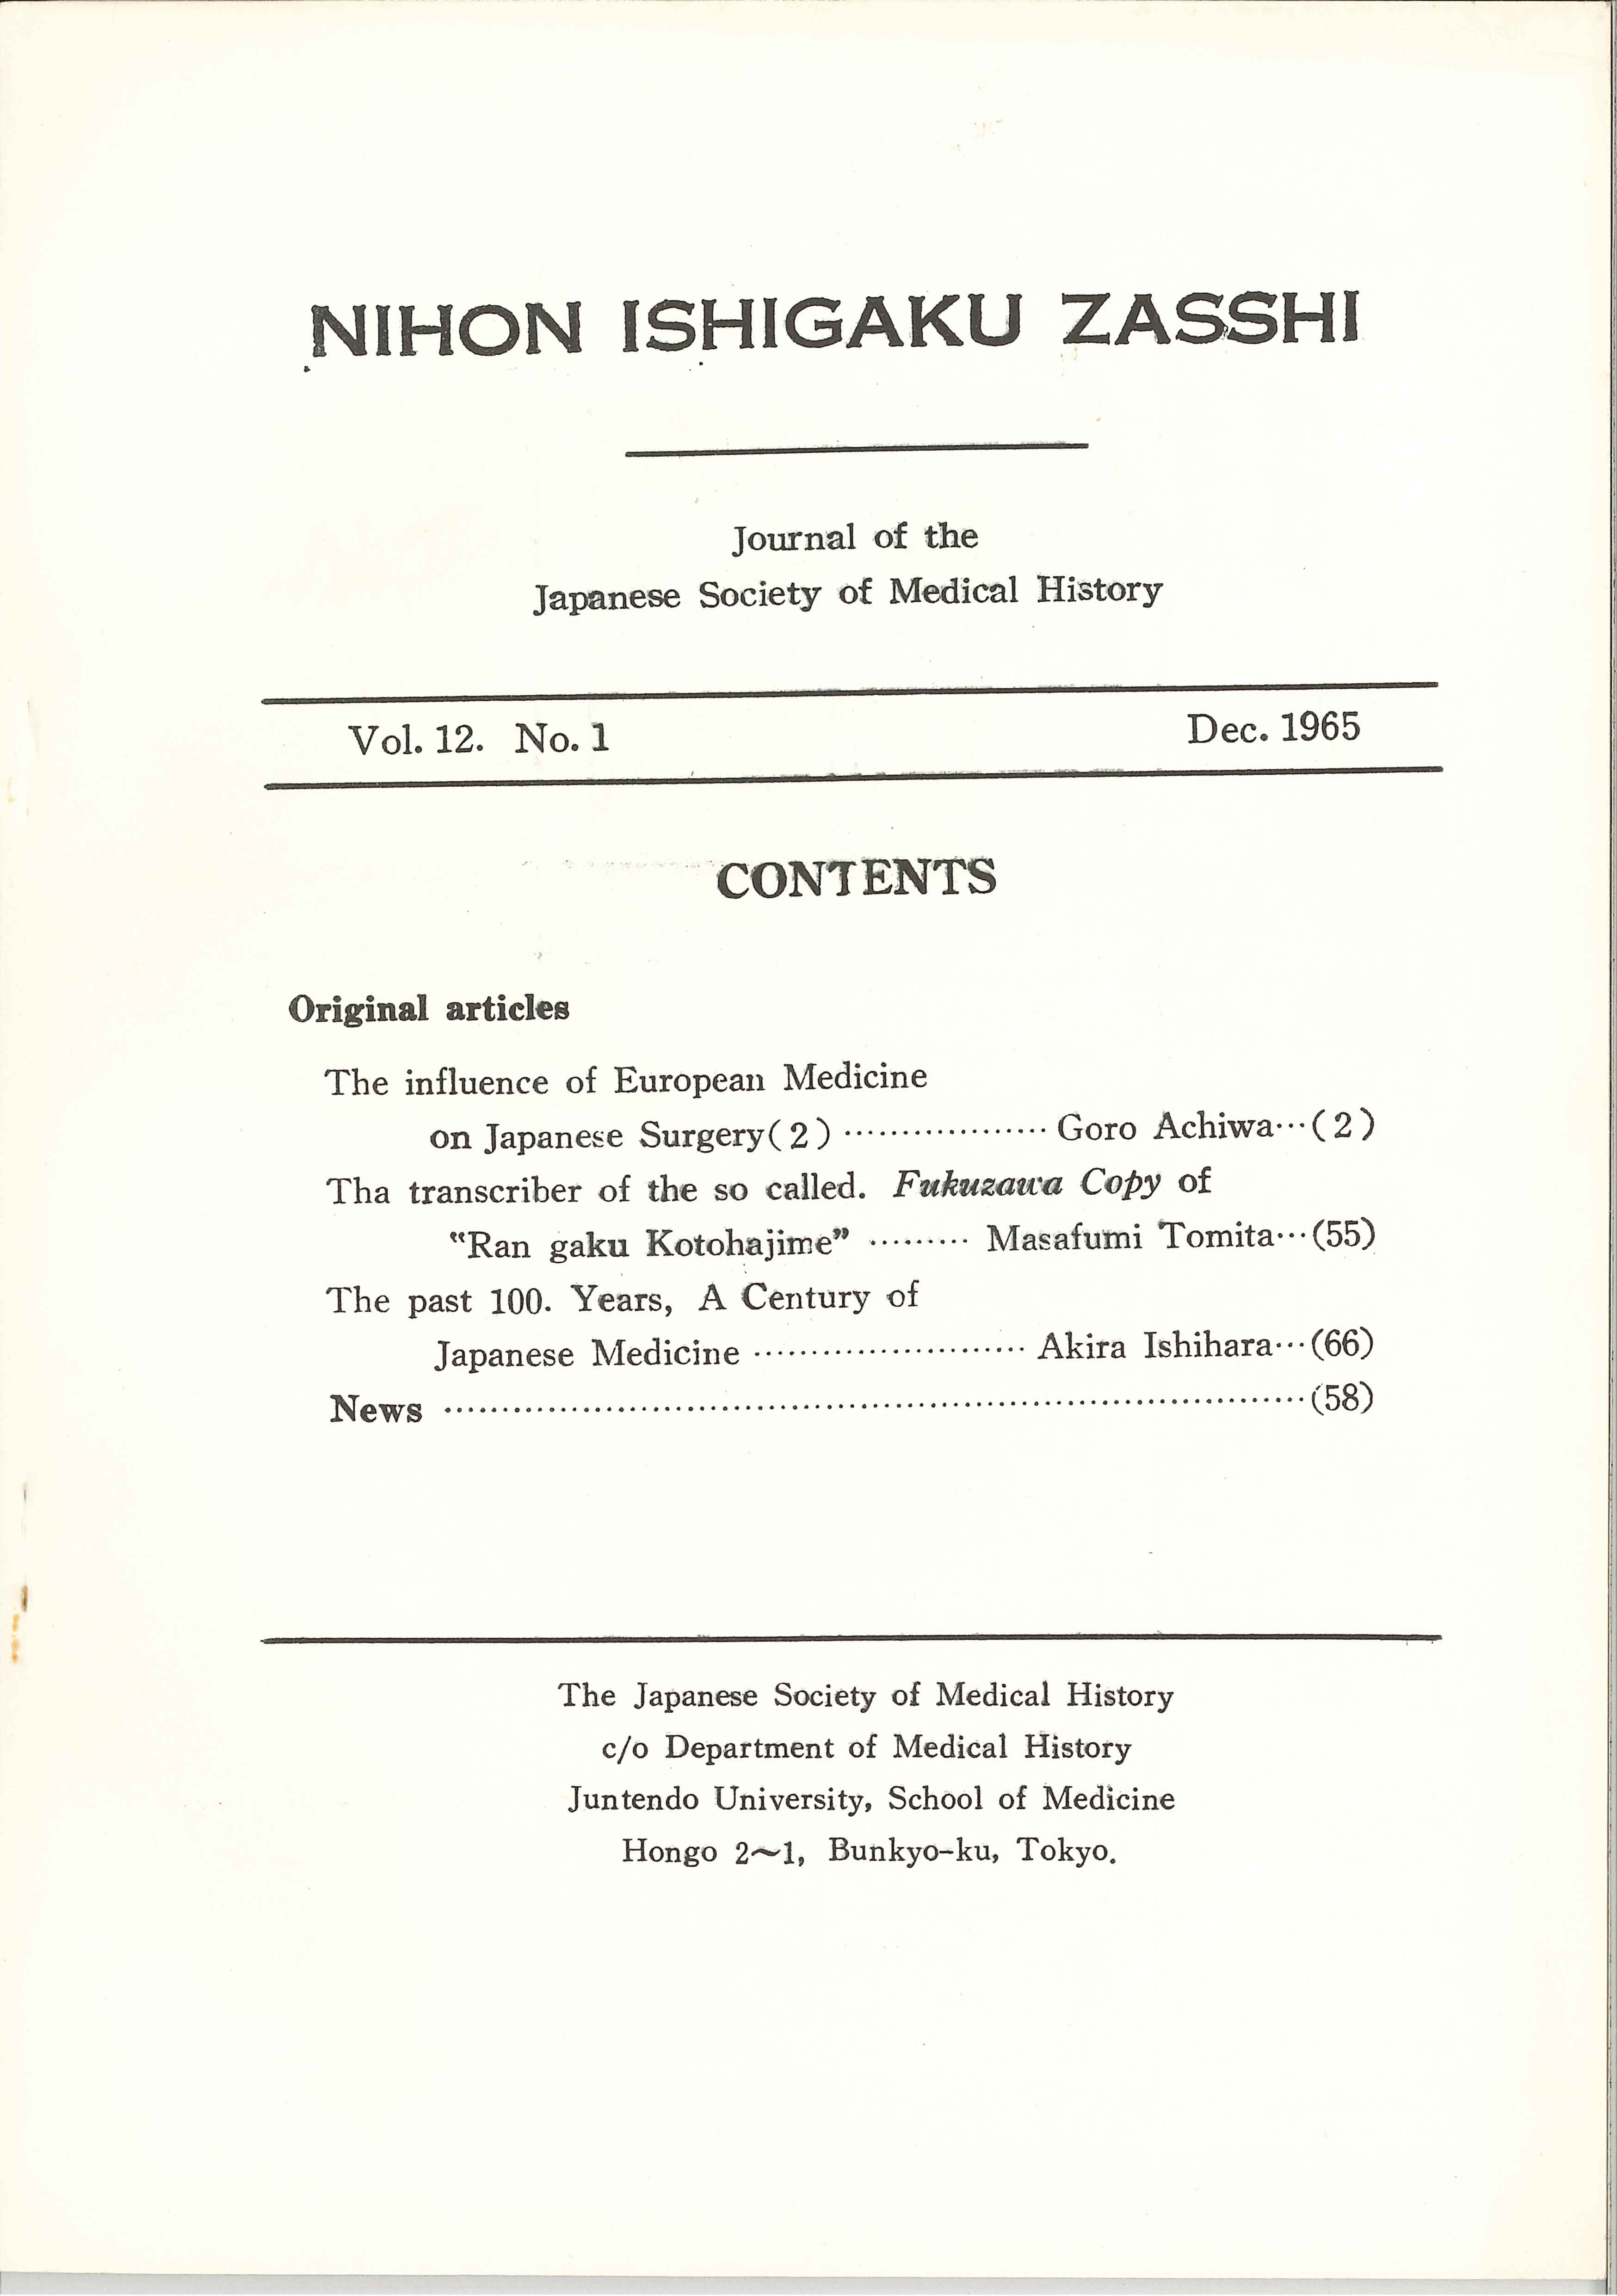 NIHON ISHIGAKU ZASSHI
Journal of the
Japanese Society of Medical History
Vol. 12. No. 1 Dec. 1965
CONTENTS
Original articles
The influence of European Medicine
on Japanese Surgery(2) ·················· Goro Achiwa···(2)
Tha transcriber of the so called. Fukuzawa Copy of
“Ran gaku Kotohajime” ········· Masafumi Tomita···(55)
The past 100. Years, A Century of
Japanese Medicine ························ Akira Ishihara···(66)
News ············································································(58)
The Japanese Society of Medical History
c/o Department of Medical History
Juntendo University, School of Medicine
Hongo 2~1, Bunkyo-ku, Tokyo.